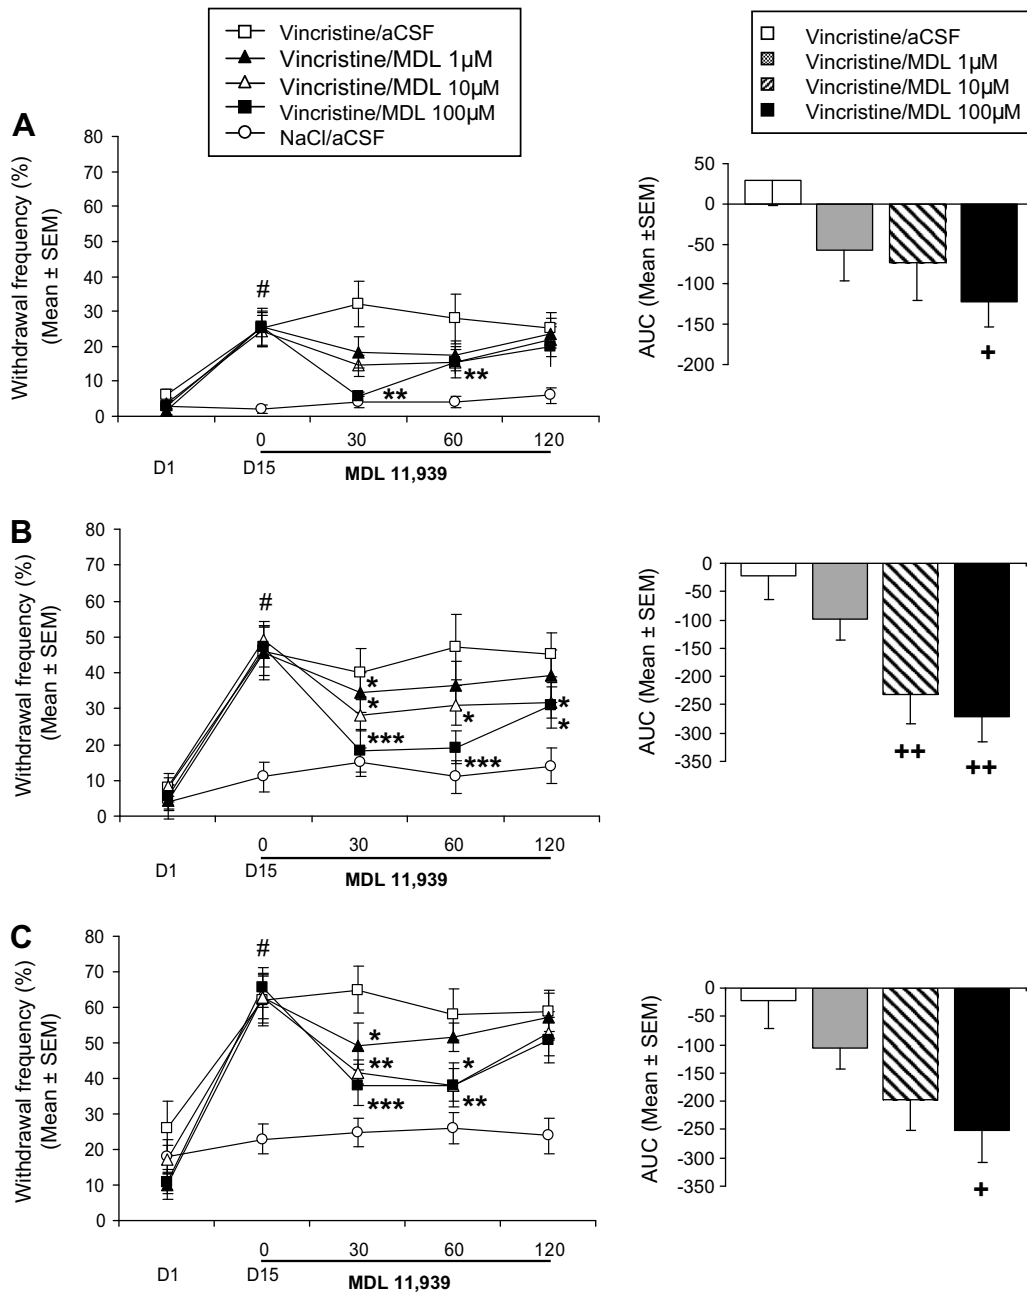 Vincristine/aCSF
Vincristine/MDL 1µM
Vincristine/MDL 10µM
Vincristine/MDL 100µM
NaCl/aCSF
Vincristine/aCSF
Vincristine/MDL 1µM
Vincristine/MDL 10µM
Vincristine/MDL 100µM
A
Withdrawal frequency (%)
(Mean ± SEM)
80
70
60
50
40
30
20
10
0
#
**
**
0 30 60 120
D1 D15
MDL 11,939
AUC (Mean ±SEM)
50
0
-50
-100
-150
-200
+
B
Withdrawal frequency (%)
(Mean ± SEM)
80
70
60
50
40
30
20
10
0
#
*
*
***
*
***
*
*
0 30 60 120
D1 D15
MDL 11,939
AUC (Mean ± SEM)
0
-50
-100
-150
-200
-250
-300
-350
++
++
C
Withdrawal frequency (%)
(Mean ± SEM)
80
70
60
50
40
30
20
10
0
#
*
**
***
*
**
0 30 60 120
D1 D15
MDL 11,939
AUC (Mean ± SEM)
0
-50
-100
-150
-200
-250
-300
-350
+